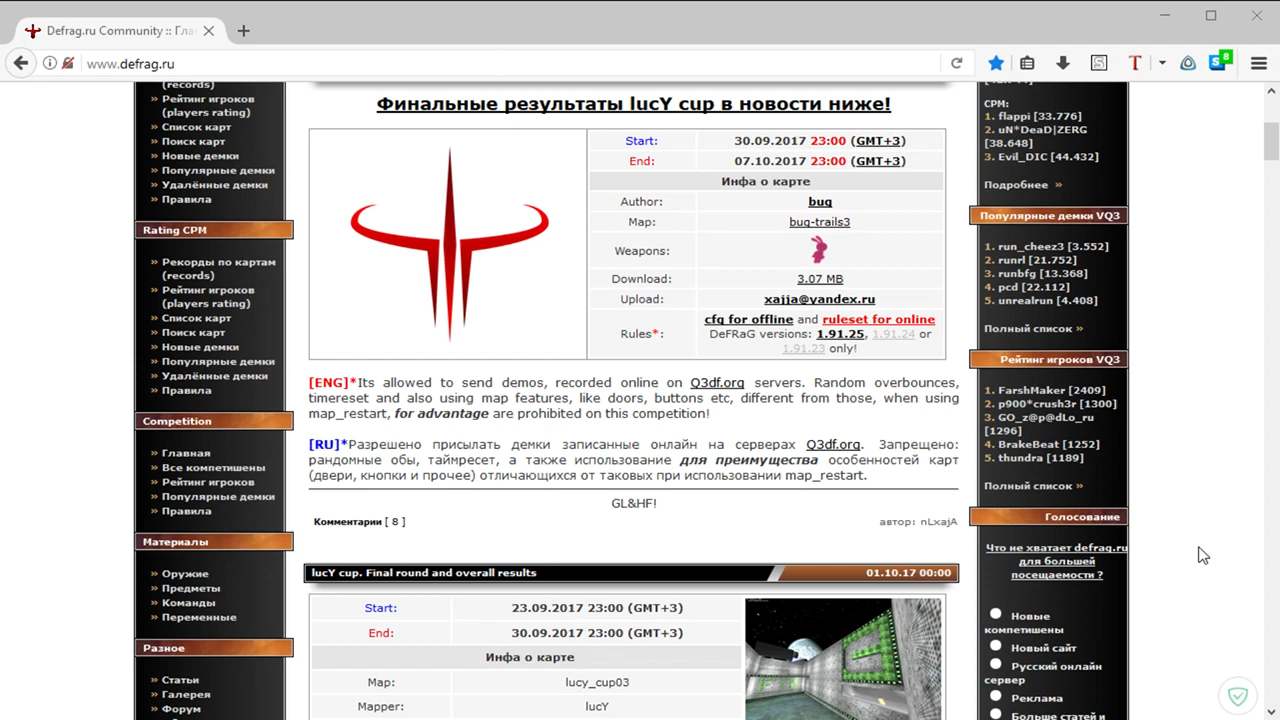 Defrag.ru Community :: Гла
www.defrag.ru
8
(records)
» Рейтинг игроков
(players rating)
» Список карт
» Поиск карт
» Новые демки
» Популярные демки
» Удалённые демки
» Правила
Rating CPM
» Рекорды по картам
(records)
» Рейтинг игроков
(players rating)
» Список карт
» Поиск карт
» Новые демки
» Популярные демки
» Удалённые демки
» Правила
Competition
» Главная
» Все компетишены
» Рейтинг игроков
» Популярные демки
» Правила
Материалы
» Оружие
» Предметы
» Команды
» Переменные
Разное
» Статьи
» Галерея
» Форум
Финальные результаты lucY cup в новости ниже!
Start: 30.09.2017 23:00 (GMT+3)
End: 07.10.2017 23:00 (GMT+3)
Инфа о карте
Author: bug
Map: bug-trails3
Weapons:
Download: 3.07 MB
Upload: xajja@yandex.ru
Rules*: cfg for offline and ruleset for online
DeFRaG versions: 1.91.25, 1.91.24 or
1.91.23 only!
[ENG]*Its allowed to send demos, recorded online on Q3df.org servers. Random overbounces,
timereset and also using map features, like doors, buttons etc, different from those, when using
map_restart, for advantage are prohibited on this competition!
[RU]*Разрешено присылать демки записанные онлайн на серверах Q3df.org. Запрещено:
рандомные обы, таймресет, а также использование для преимущества особенностей карт
(двери, кнопки и прочее) отличающихся от таковых при использовании map_restart.
GL&HF!
Комментарии [ 8 ] автор: nLxajA
lucY cup. Final round and overall results 01.10.17 00:00
Start: 23.09.2017 23:00 (GMT+3)
End: 30.09.2017 23:00 (GMT+3)
Инфа о карте
Map: lucy_cup03
Mapper: lucY
CPM:
1. flappi [33.776]
2. uN*DeaD|ZERG
[38.648]
3. Evil_DIC [44.432]
Подробнее »
Популярные демки VQ3
1. run_cheez3 [3.552]
2. runrl [21.752]
3. runbfg [13.368]
4. pcd [22.112]
5. unrealrun [4.408]
Полный список »
Рейтинг игроков VQ3
1. FarshMaker [2409]
2. p900*crush3r [1300]
3. GO_z@p@dLo_ru
[1296]
4. BrakeBeat [1252]
5. thundra [1189]
Полный список »
Голосование
Что не хватает defrag.ru
для большей
посещаемости ?
Новые
компетишены
Новый сайт
Русский онлайн
сервер
Реклама
Больше статей и